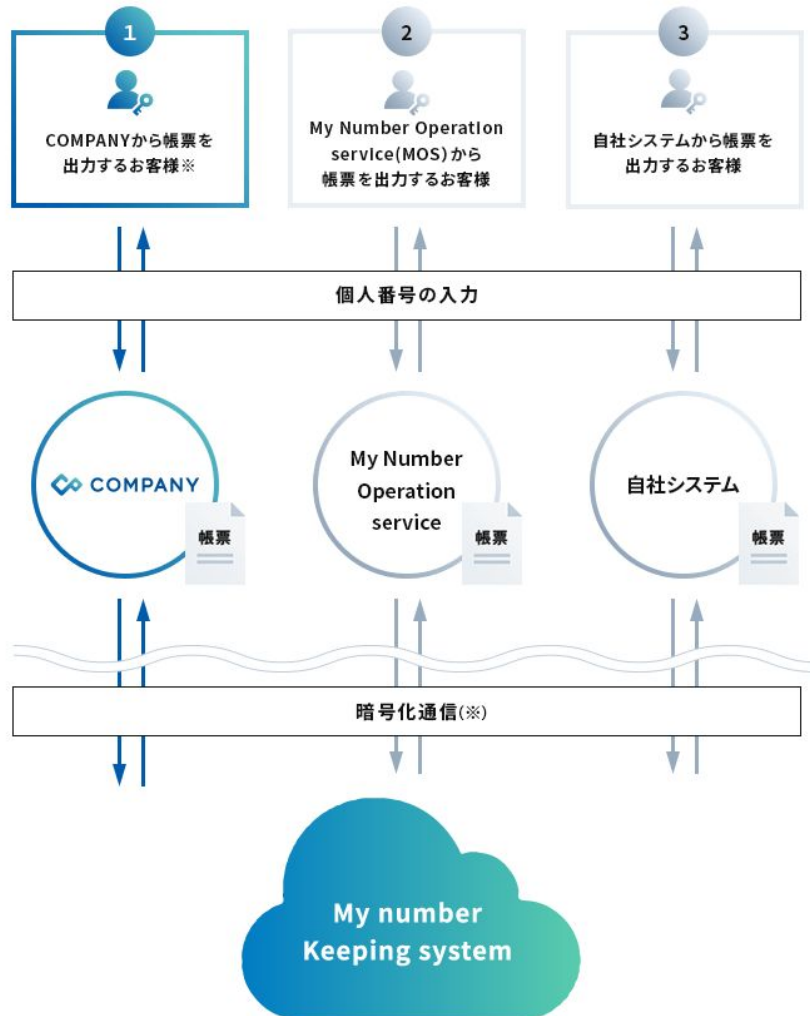 1
COMPANYから帳票を
出力するお客様※
2
My Number Operation
service(MOS)から
帳票を出力するお客様
3
自社システムから帳票を
出力するお客様
個人番号の入力
COMPANY
帳票
My Number
Operation
service
帳票
自社システム
帳票
暗号化通信(※)
My number
Keeping system